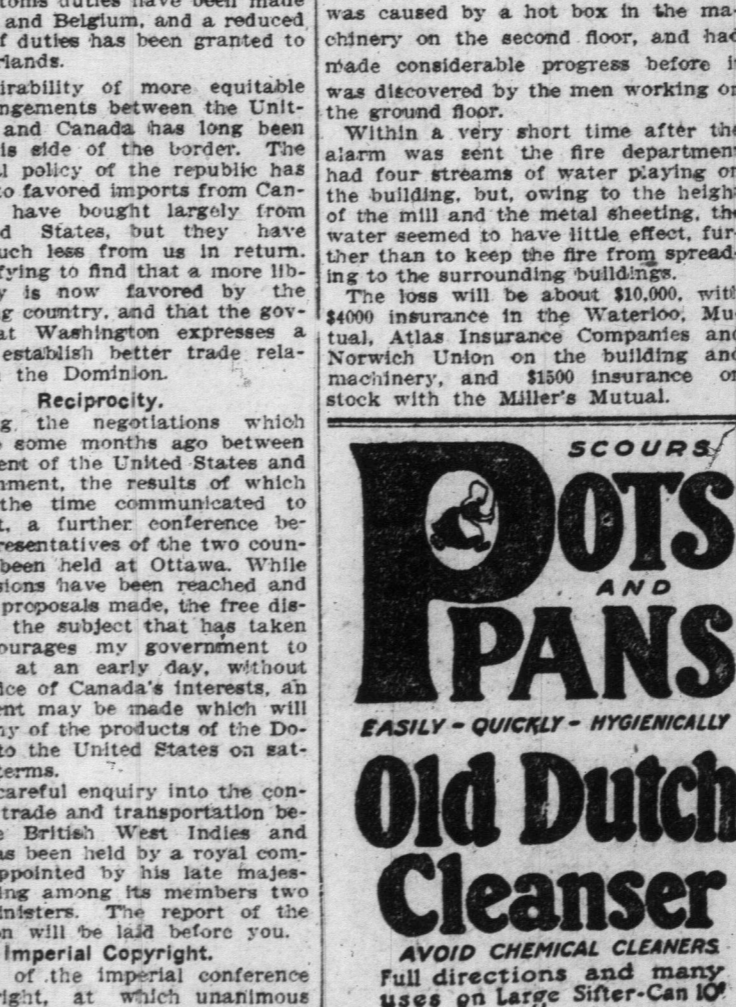 toms duties have been made
and Belgium, and a reduced
f duties has been granted to
rlands.
irability of more equitable
ngements between the Unit-
and Canada has long been
is side of the border. The
l policy of the republic has
to favored imports from Can-
have bought largely from
d States, but they have
uch less from us in return.
fying to find that a more lib-
y is now favored by the
g country, and that the gov-
at Washington expresses a
establish better trade rela-
the Dominion.
Reciprocity.
g the negotiations which
some months ago between
ent of the United States and
nment, the results of which
the time communicated to
t, a further conference be-
resentatives of the two coun-
been held at Ottawa. While
sions have been reached and
proposals made, the free dis-
the subject that has taken
ourages my government to
at an early day, without
ice of Canada's interests, an
ent may be made which will
ny of the products of the Do-
to the United States on sat-
terms.
careful enquiry into the con-
trade and transportation be-
e British West Indies and
as been held by a royal com-
ppointed by his late majes-
ing among its members two
inisters. The report of the
n will be laid before you.
Imperial Copyright.
of the imperial conference
right, at which unanimous
was caused by a hot box in the ma-
chinery on the second floor, and had
made considerable progress before i
was discovered by the men working on
the ground floor.
Within a very short time after the
alarm was sent the fire department
had four streams of water playing on
the building, but, owing to the height
of the mill and the metal sheeting, the
water seemed to have little effect, fur-
ther than to keep the fire from spread-
ing to the surrounding buildings.
The loss will be about $10,000, with
$4000 insurance in the Waterloo, Mu-
tual, Atlas Insurance Companies and
Norwich Union on the building and
machinery, and $1500 insurance on
stock with the Miller's Mutual.
SCOURS
POTS
AND
PANS
EASILY - QUICKLY - HYGIENICALLY
Old Dutch
Cleanser
AVOID CHEMICAL CLEANERS
Full directions and many
uses on Large Sifter-Can 10¢